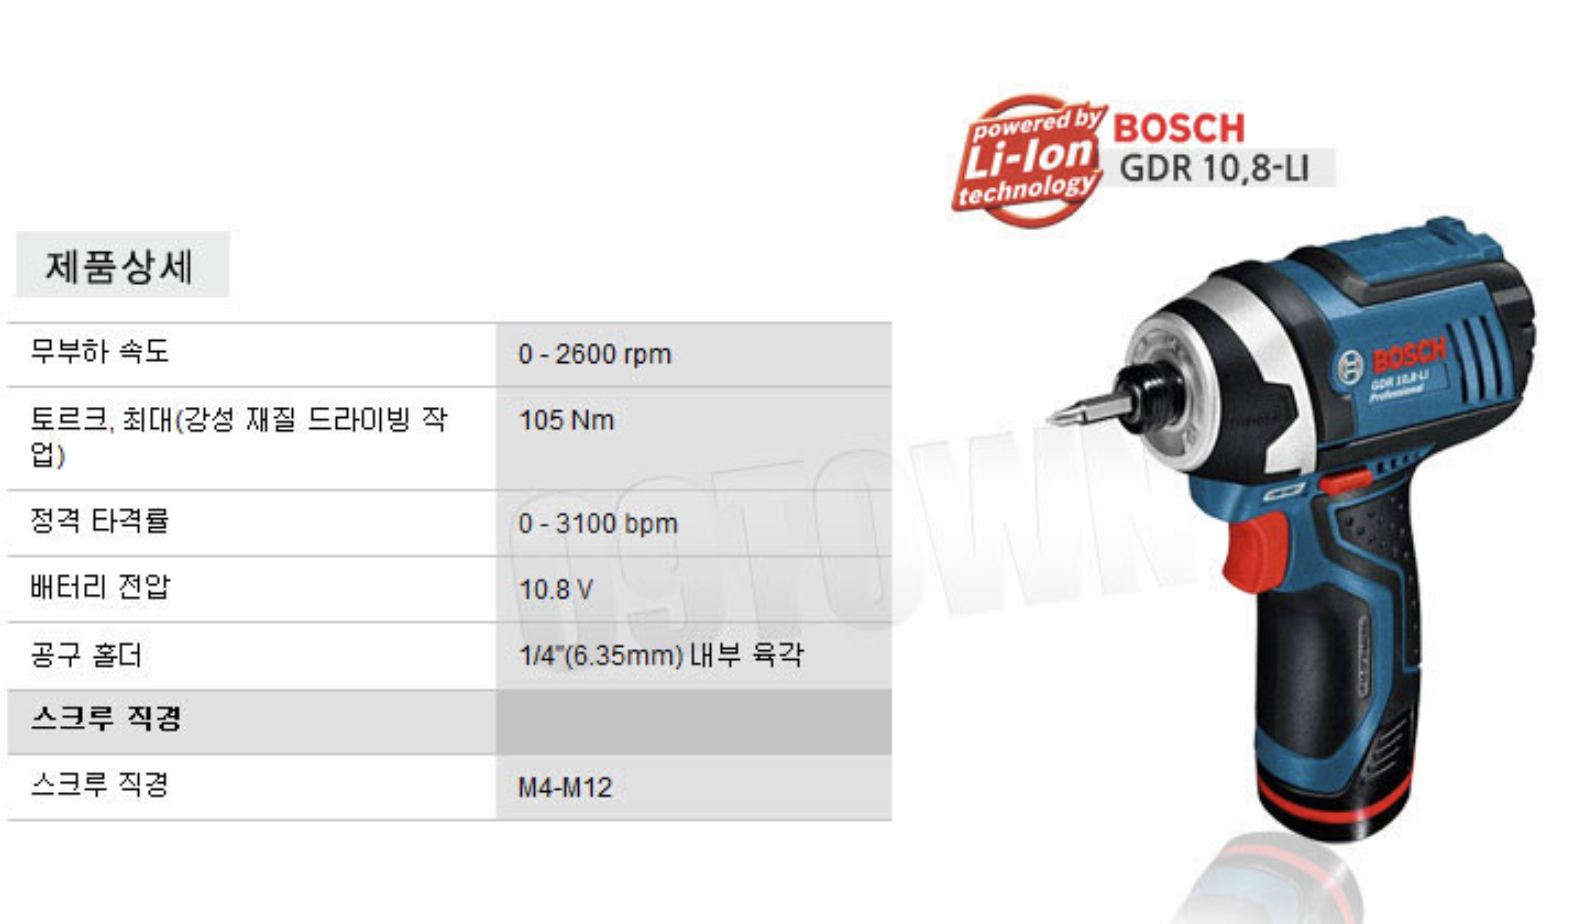 powered by
Li-Ion
technology
BOSCH
GDR 10,8-LI
제품상세
무부하 속도
0 - 2600 rpm
토르크, 최대(강성 재질 드라이빙 작
업)
105 Nm
정격 타격률
0 - 3100 bpm
배터리 전압
10.8 V
공구 홀더
1/4"(6.35mm) 내부 육각
스크루 직경
스크루 직경
M4-M12
BOSCH
GDR 10,8-LI
Professional
09TOWN